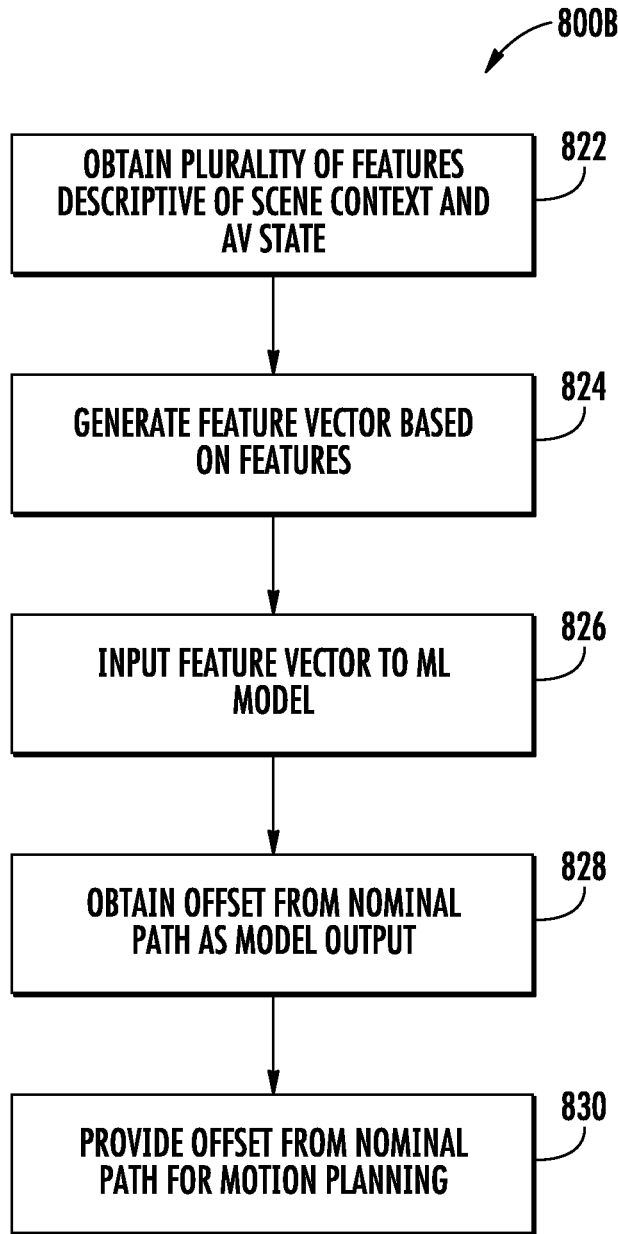 800B
OBTAIN PLURALITY OF FEATURES
DESCRIPTIVE OF SCENE CONTEXT AND
AV STATE
822
GENERATE FEATURE VECTOR BASED
ON FEATURES
824
INPUT FEATURE VECTOR TO ML
MODEL
826
OBTAIN OFFSET FROM NOMINAL
PATH AS MODEL OUTPUT
828
PROVIDE OFFSET FROM NOMINAL
PATH FOR MOTION PLANNING
830